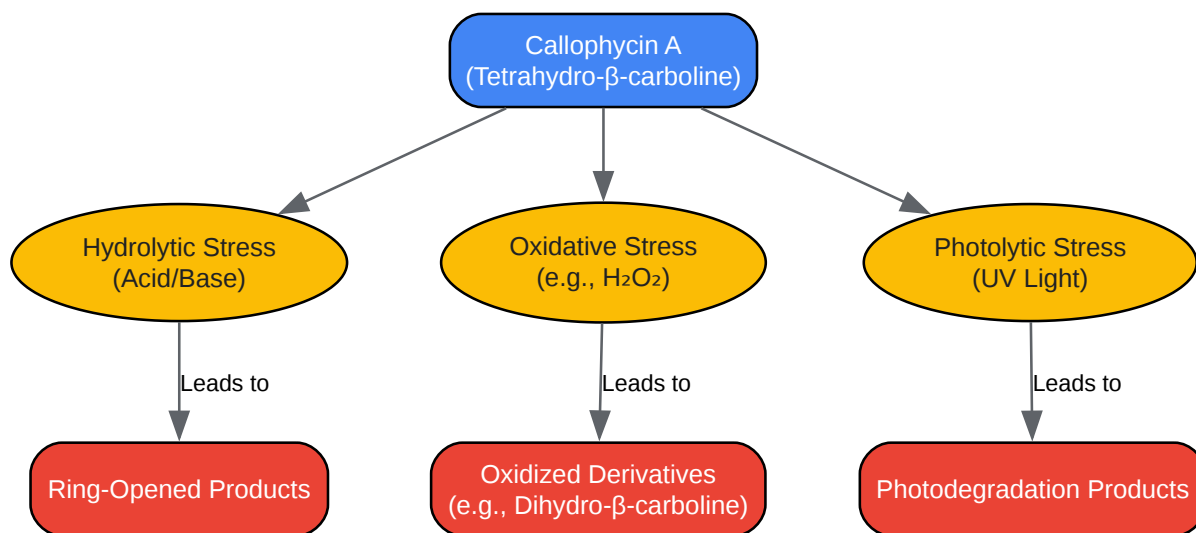 Callophycin A
(Tetrahydro-β-carboline)
Hydrolytic Stress
(Acid/Base)
Oxidative Stress
(e.g., H₂O₂)
Photolytic Stress
(UV Light)
Leads to
Leads to
Leads to
Ring-Opened Products
Oxidized Derivatives
(e.g., Dihydro-β-carboline)
Photodegradation Products